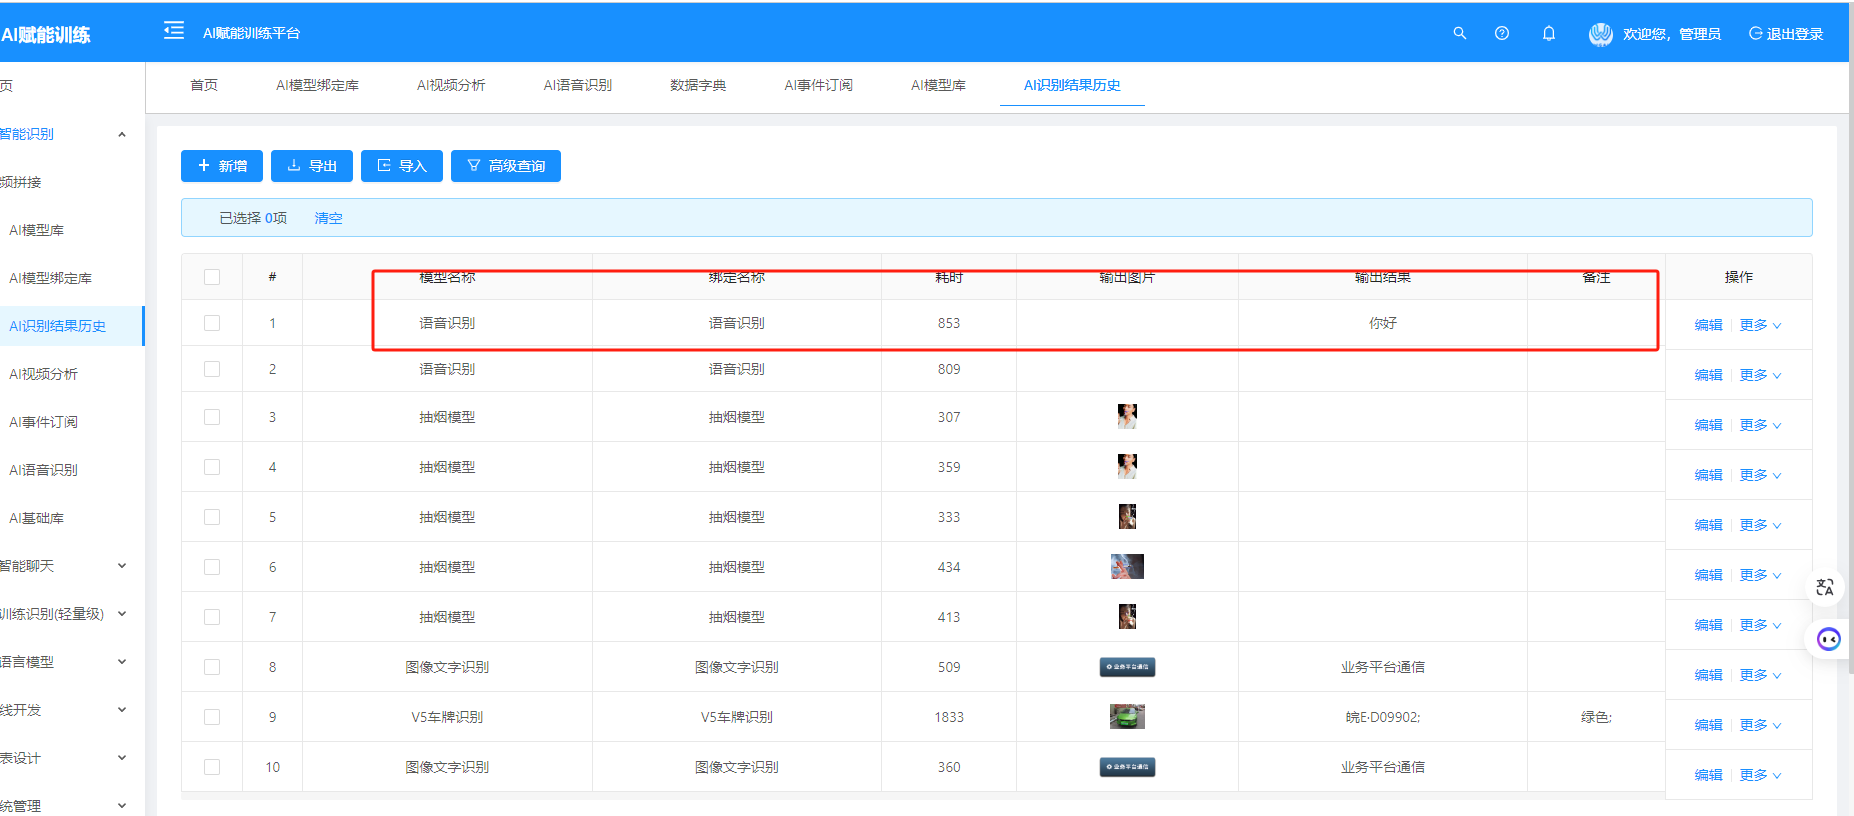 AI赋能训练
AI赋能训练平台
欢迎您，管理员
退出登录
页
首页
AI模型绑定库
AI视频分析
AI语音识别
数据字典
AI事件订阅
AI模型库
AI识别结果历史
智能识别
频拼接
AI模型库
AI模型绑定库
AI识别结果历史
AI视频分析
AI事件订阅
AI语音识别
AI基础库
智能聊天
训练识别(轻量级)
语言模型
线开发
表设计
统管理
新增
导出
导入
高级查询
已选择 0项 清空
# 模型名称 绑定名称 耗时 输出图片 输出结果 备注 操作
1 语音识别 语音识别 853 你好 编辑 更多
2 语音识别 语音识别 809 编辑 更多
3 抽烟模型 抽烟模型 307 编辑 更多
4 抽烟模型 抽烟模型 359 编辑 更多
5 抽烟模型 抽烟模型 333 编辑 更多
6 抽烟模型 抽烟模型 434 编辑 更多
7 抽烟模型 抽烟模型 413 编辑 更多
8 图像文字识别 图像文字识别 509 业务平台通信 业务平台通信 编辑 更多
9 V5车牌识别 V5车牌识别 1833 皖E·D09902; 绿色; 编辑 更多
10 图像文字识别 图像文字识别 360 业务平台通信 业务平台通信 编辑 更多